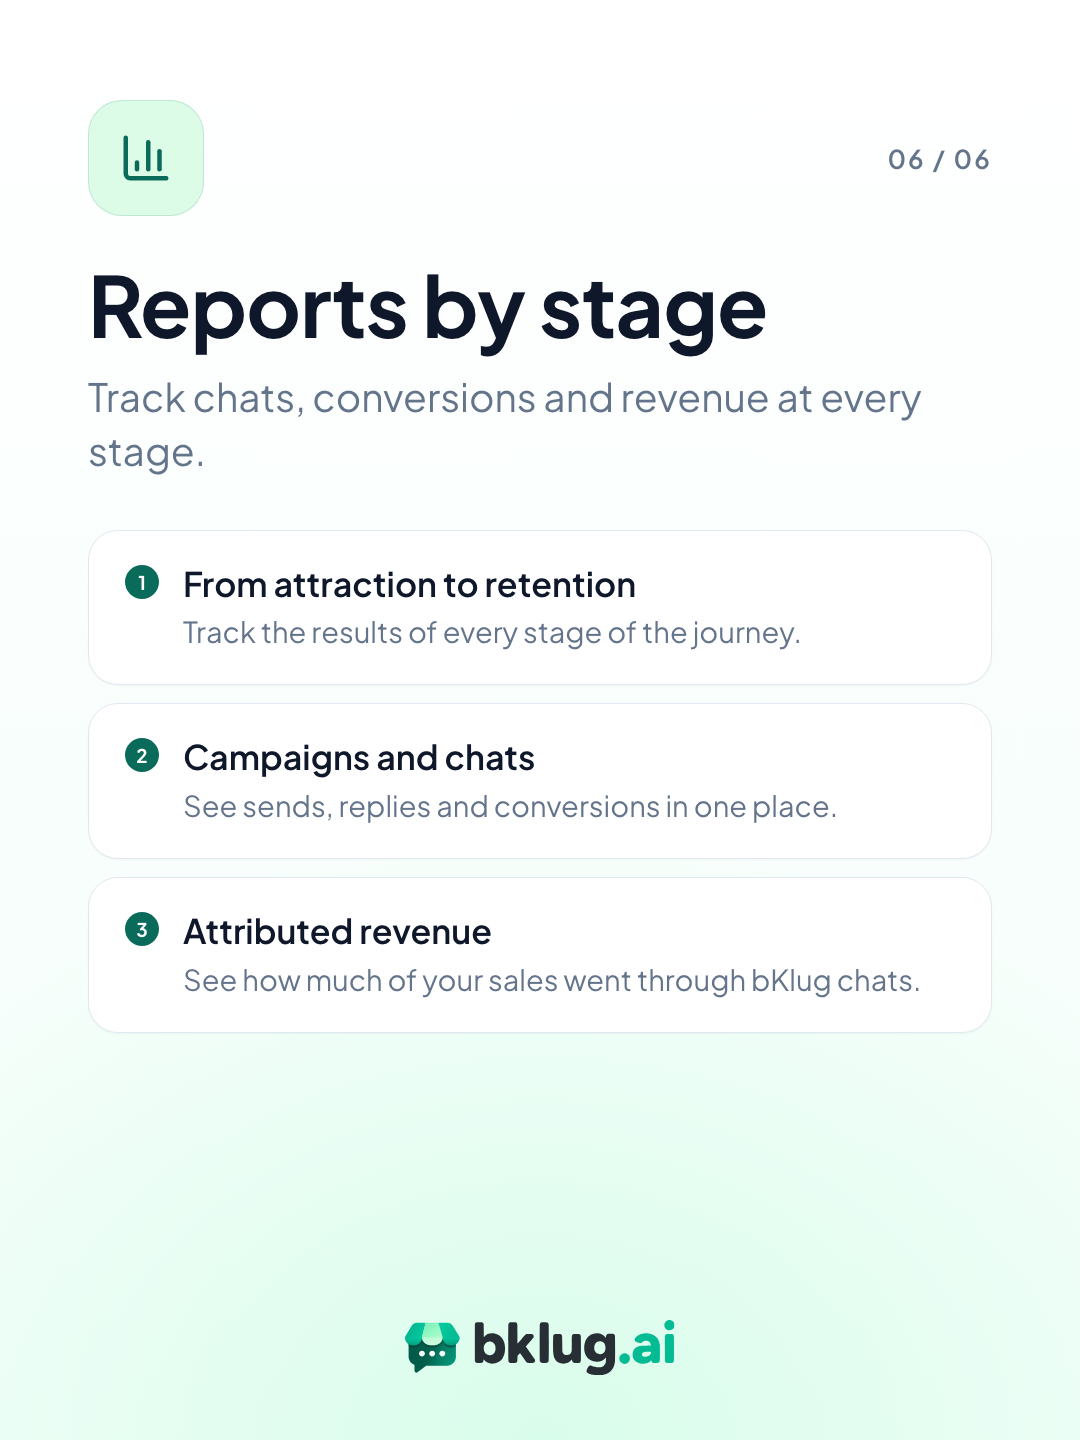 06 / 06
Reports by stage
Track chats, conversions and revenue at every
stage.
1 From attraction to retention
Track the results of every stage of the journey.
2 Campaigns and chats
See sends, replies and conversions in one place.
3 Attributed revenue
See how much of your sales went through bKlug chats.
bklug.ai